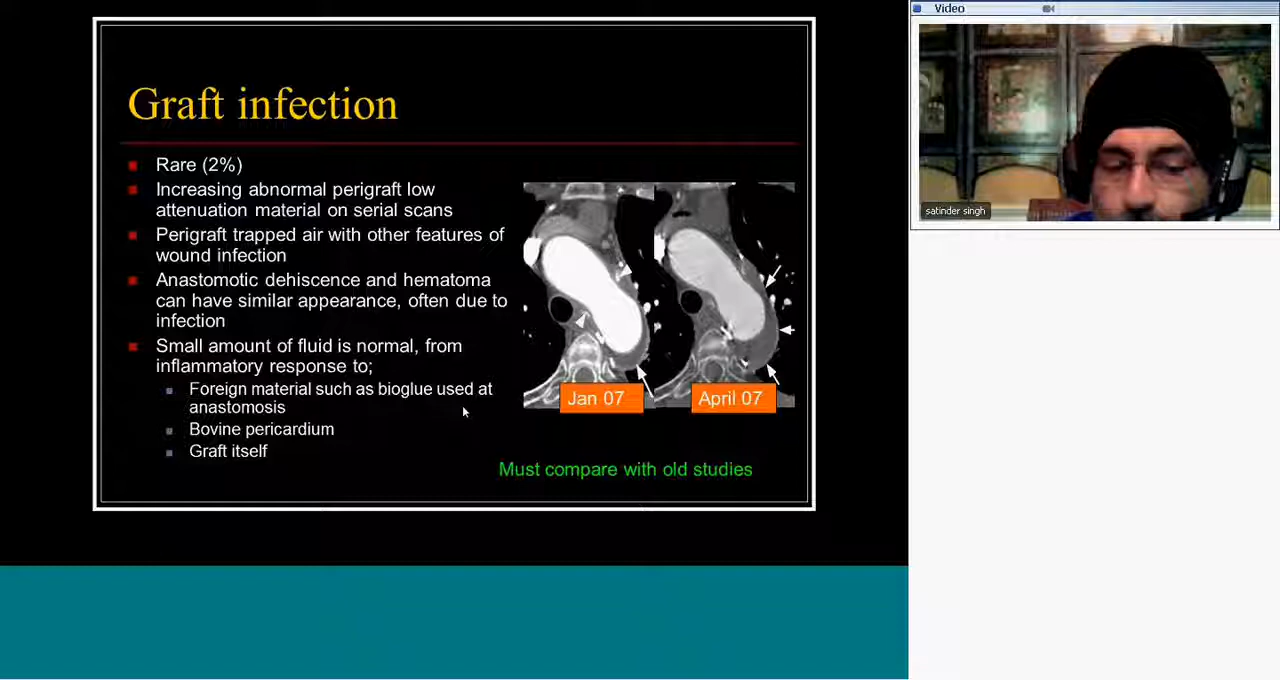 Graft infection
Rare (2%)
Increasing abnormal perigraft low
attenuation material on serial scans
Perigraft trapped air with other features of
wound infection
Anastomotic dehiscence and hematoma
can have similar appearance, often due to
infection
Small amount of fluid is normal, from
inflammatory response to;
Foreign material such as bioglue used at
anastomosis
Bovine pericardium
Graft itself
Jan 07
April 07
Must compare with old studies
Video
satinder singh